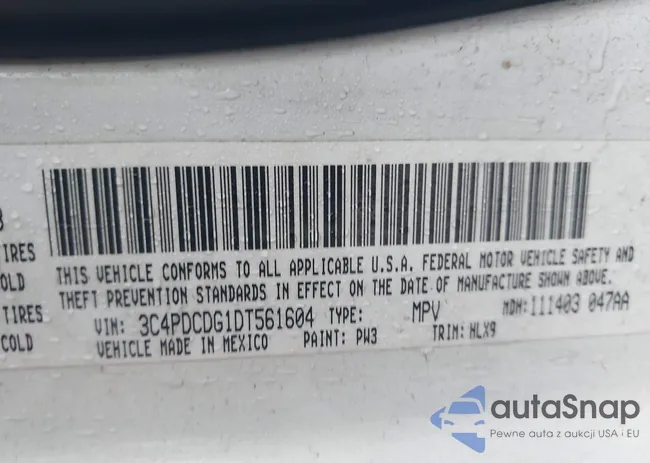 3
TIRES
THIS VEHICLE CONFORMS TO ALL APPLICABLE U.S.A. FEDERAL MOTOR VEHICLE SAFETY AND
OLD
THEFT PREVENTION STANDARDS IN EFFECT ON THE DATE OF MANUFACTURE SHOWN ABOVE.
TIRES
VIN: 3C4PDCDG1DT561604 TYPE: MPV MDH: 111403 047AA
COLD
VEHICLE MADE IN MEXICO PAINT: PW3 TRIM: HLX9
autaSnap
Pewne auta z aukcji USA i EU